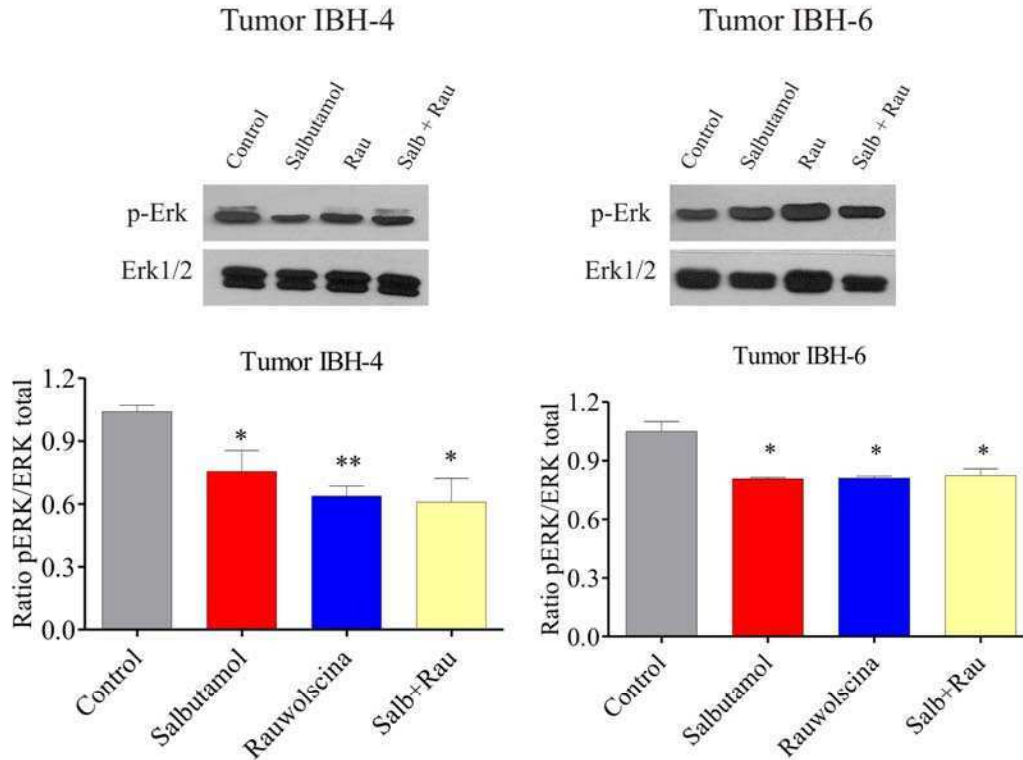 Tumor IBH-4
Control
Salbutamol
Rau
Salb + Rau
p-Erk
Erk1/2
Tumor IBH-4
Ratio pERK/ERK total
1.2
0.9
0.6
0.3
0.0
*
**
*
Control
Salbutamol
Rauwolscina
Salb+Rau
Tumor IBH-6
Control
Salbutamol
Rau
Salb + Rau
p-Erk
Erk1/2
Tumor IBH-6
Ratio pERK/ERK total
1.2
0.9
0.6
0.3
0.0
*
*
*
Control
Salbutamol
Rauwolscina
Salb+Rau